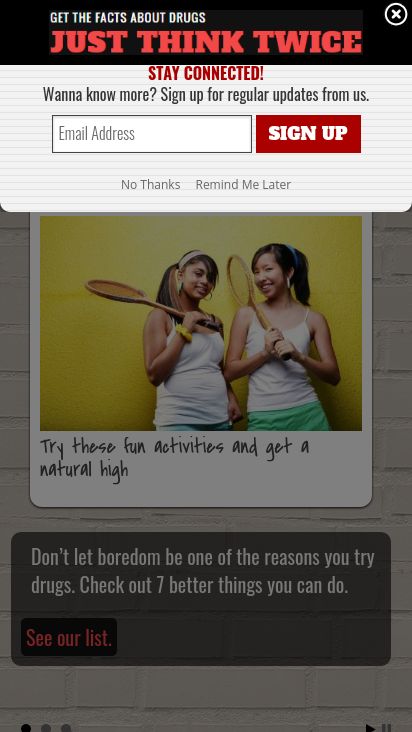 GET THE FACTS ABOUT DRUGS
JUST THINK TWICE
STAY CONNECTED!
Wanna know more? Sign up for regular updates from us.
Email Address
SIGN UP
No Thanks
Remind Me Later
Try these fun activities and get a
natural high
Don't let boredom be one of the reasons you try
drugs. Check out 7 better things you can do.
See our list.